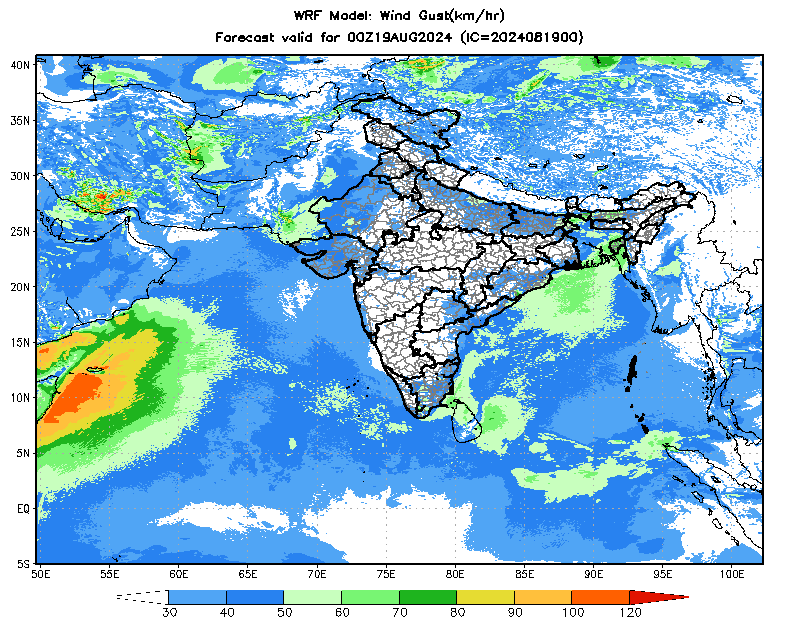 WRF Model: Wind Gust(km/hr)
Forecast valid for 00Z19AUG2024 (IC=2024081900)
40N
35N
30N
25N
20N
15N
10N
5N
EQ
5S
50E 55E 60E 65E 70E 75E 80E 85E 90E 95E 100E
30 40 50 60 70 80 90 100 120